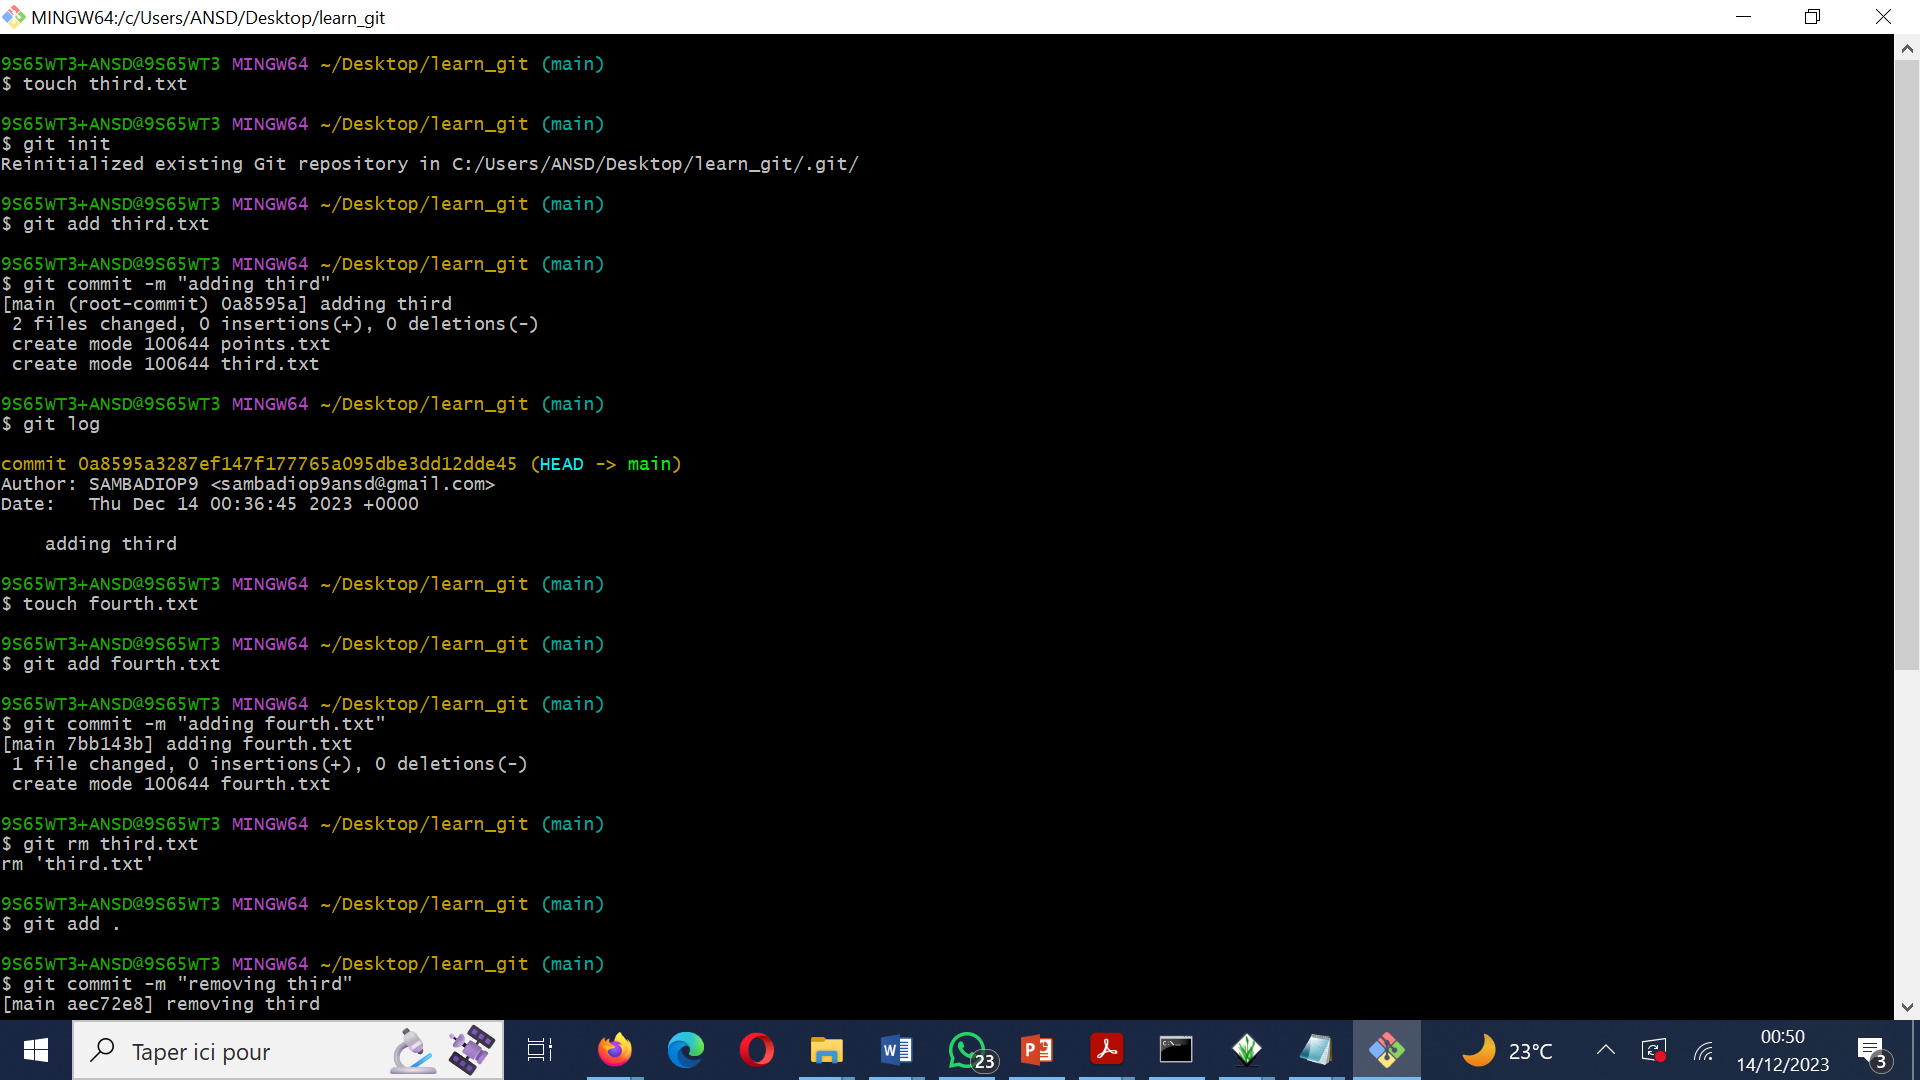 MINGW64:/c/Users/ANSD/Desktop/learn_git
9S65WT3+ANSD@9S65WT3 MINGW64 ~/Desktop/learn_git (main)
$ touch third.txt
9S65WT3+ANSD@9S65WT3 MINGW64 ~/Desktop/learn_git (main)
$ git init
Reinitialized existing Git repository in C:/Users/ANSD/Desktop/learn_git/.git/
9S65WT3+ANSD@9S65WT3 MINGW64 ~/Desktop/learn_git (main)
$ git add third.txt
9S65WT3+ANSD@9S65WT3 MINGW64 ~/Desktop/learn_git (main)
$ git commit -m "adding third"
[main (root-commit) 0a8595a] adding third
 2 files changed, 0 insertions(+), 0 deletions(-)
 create mode 100644 points.txt
 create mode 100644 third.txt
9S65WT3+ANSD@9S65WT3 MINGW64 ~/Desktop/learn_git (main)
$ git log
commit 0a8595a3287ef147f177765a095dbe3dd12dde45 (HEAD -> main)
Author: SAMBADIOP9 <sambadiop9ansd@gmail.com>
Date:   Thu Dec 14 00:36:45 2023 +0000
    adding third
9S65WT3+ANSD@9S65WT3 MINGW64 ~/Desktop/learn_git (main)
$ touch fourth.txt
9S65WT3+ANSD@9S65WT3 MINGW64 ~/Desktop/learn_git (main)
$ git add fourth.txt
9S65WT3+ANSD@9S65WT3 MINGW64 ~/Desktop/learn_git (main)
$ git commit -m "adding fourth.txt"
[main 7bb143b] adding fourth.txt
 1 file changed, 0 insertions(+), 0 deletions(-)
 create mode 100644 fourth.txt
9S65WT3+ANSD@9S65WT3 MINGW64 ~/Desktop/learn_git (main)
$ git rm third.txt
rm 'third.txt'
9S65WT3+ANSD@9S65WT3 MINGW64 ~/Desktop/learn_git (main)
$ git add .
9S65WT3+ANSD@9S65WT3 MINGW64 ~/Desktop/learn_git (main)
$ git commit -m "removing third"
[main aec72e8] removing third
Taper ici pour
23
23°C
00:50
14/12/2023
3